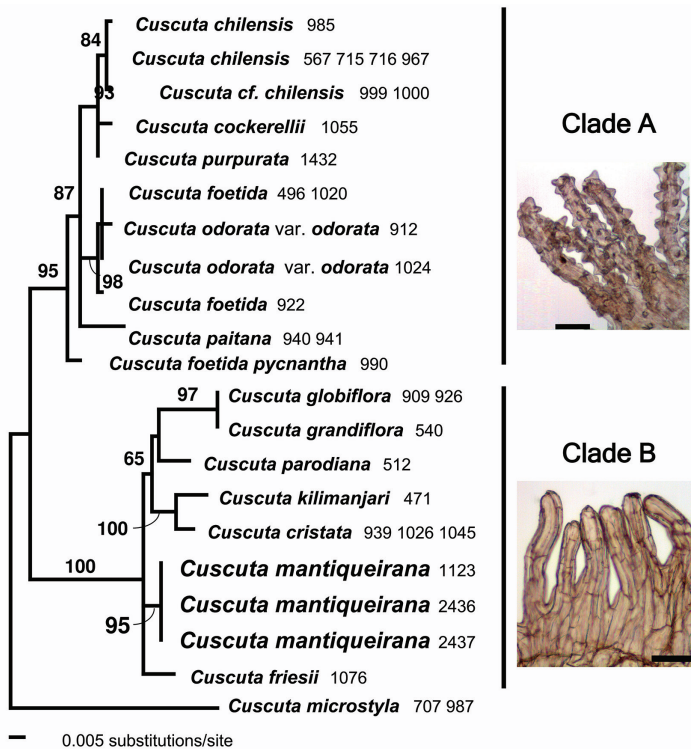 84
Cuscuta chilensis 985
Cuscuta chilensis 567 715 716 967
93
Cuscuta cf. chilensis 999 1000
Clade A
Cuscuta cockerellii 1055
Cuscuta purpurata 1432
87
Cuscuta foetida 496 1020
Cuscuta odorata var. odorata 912
95
Cuscuta odorata var. odorata 1024
98
Cuscuta foetida 922
Cuscuta paitana 940 941
Cuscuta foetida pycnantha 990
97
Cuscuta globiflora 909 926
Cuscuta grandiflora 540
Clade B
65
Cuscuta parodiana 512
Cuscuta kilimanjari 471
100
Cuscuta cristata 939 1026 1045
100
Cuscuta mantiqueirana 1123
Cuscuta mantiqueirana 2436
95
Cuscuta mantiqueirana 2437
Cuscuta friesii 1076
Cuscuta microstyla 707 987
0.005 substitutions/site